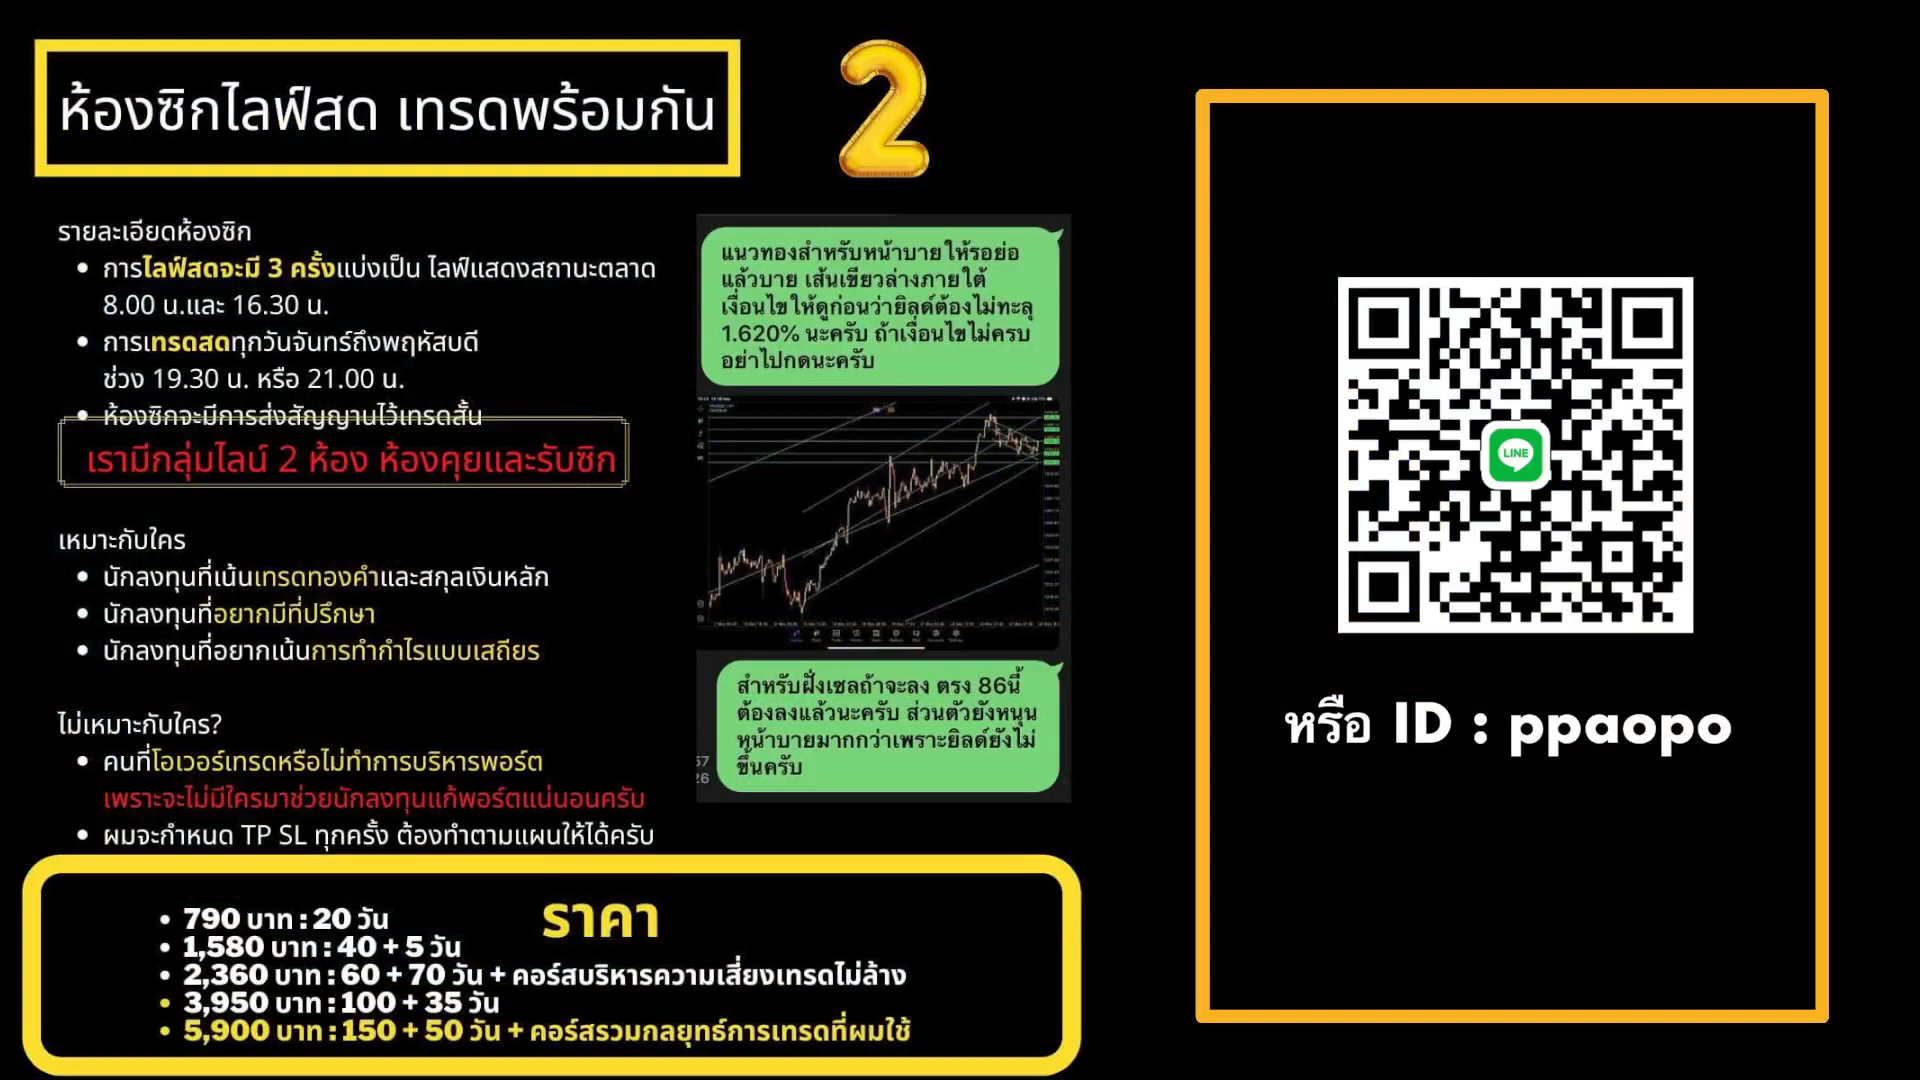 ห้องซิกไลฟ์สด เทรดพร้อมกัน
2
รายละเอียดห้องซิก
การไลฟ์สดจะมี 3 ครั้งแบ่งเป็น ไลฟ์แสดงสถานะตลาด
8.00 น.และ 16.30 น.
การเทรดสดทุกวันจันทร์ถึงพฤหัสบดี
ช่วง 19.30 น. หรือ 21.00 น.
ห้องซิกจะมีการส่งสัญญานไว้เทรดสั้น
เรามีกลุ่มไลน์ 2 ห้อง ห้องคุยและรับซิก
เหมาะกับใคร
นักลงทุนที่เน้นเทรดทองคำและสกุลเงินหลัก
นักลงทุนที่อยากมีที่ปรึกษา
นักลงทุนที่อยากเน้นการทำกำไรแบบเสถียร
ไม่เหมาะกับใคร?
คนที่โอเวอร์เทรดหรือไม่ทำการบริหารพอร์ต
เพราะจะไม่มีใครมาช่วยนักลงทุนแก้พอร์ตแน่นอนครับ
ผมจะกำหนด TP SL ทุกครั้ง ต้องทำตามแผนให้ได้ครับ
แนวทองสำหรับหน้าบายให้รอย่อ
แล้วบาย เส้นเขียวล่างภายใต้
เงื่อนไขให้ดูก่อนว่ายิลด์ต้องไม่ทะลุ
1.620% นะครับ ถ้าเงื่อนไขไม่ครบ
อย่าไปกดนะครับ
สำหรับฝั่งเซลถ้าจะลง ตรง 86นี้
ต้องลงแล้วนะครับ ส่วนตัวยังหนุน
หน้าบายมากกว่าเพราะยิลด์ยังไม่
ขึ้นครับ
ราคา
790 บาท : 20 วัน
1,580 บาท : 40 + 5 วัน
2,360 บาท : 60 + 70 วัน + คอร์สบริหารความเสี่ยงเทรดไม่ล้าง
3,950 บาท : 100 + 35 วัน
5,900 บาท : 150 + 50 วัน + คอร์สรวมกลยุทธ์การเทรดที่ผมใช้
LINE
หรือ ID : ppaopo